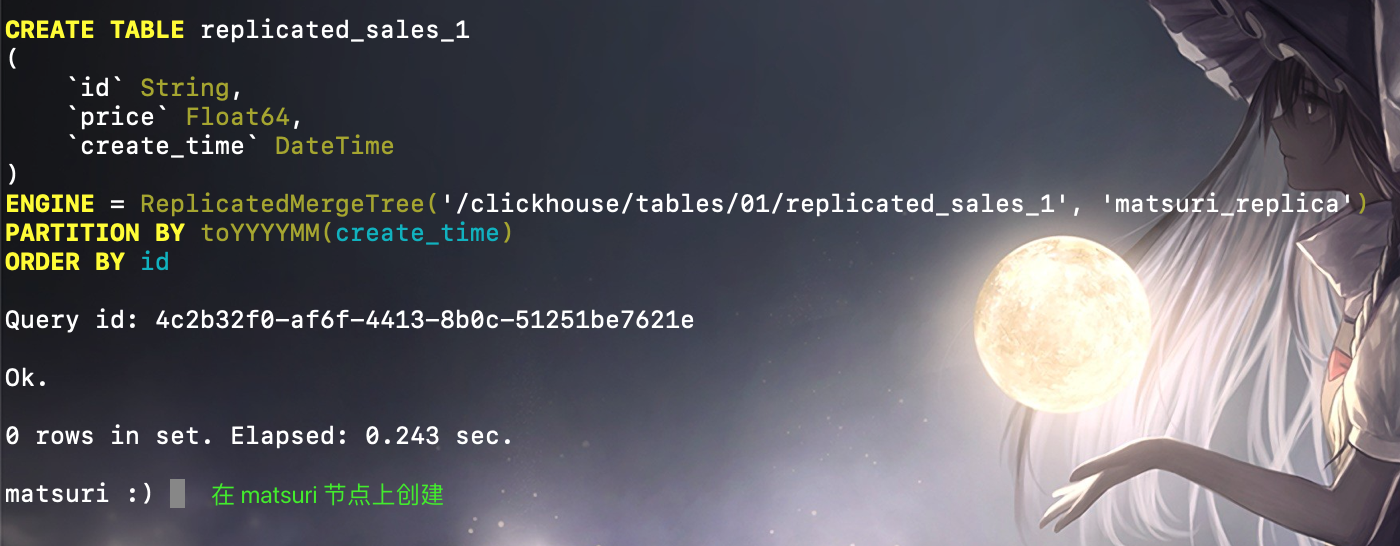 CREATE TABLE replicated_sales_1
(
    `id` String,
    `price` Float64,
    `create_time` DateTime
)
ENGINE = ReplicatedMergeTree('/clickhouse/tables/01/replicated_sales_1', 'matsuri_replica')
PARTITION BY toYYYYMM(create_time)
ORDER BY id
Query id: 4c2b32f0-af6f-4413-8b0c-51251be7621e
Ok.
0 rows in set. Elapsed: 0.243 sec.
matsuri :) 在 matsuri 节点上创建